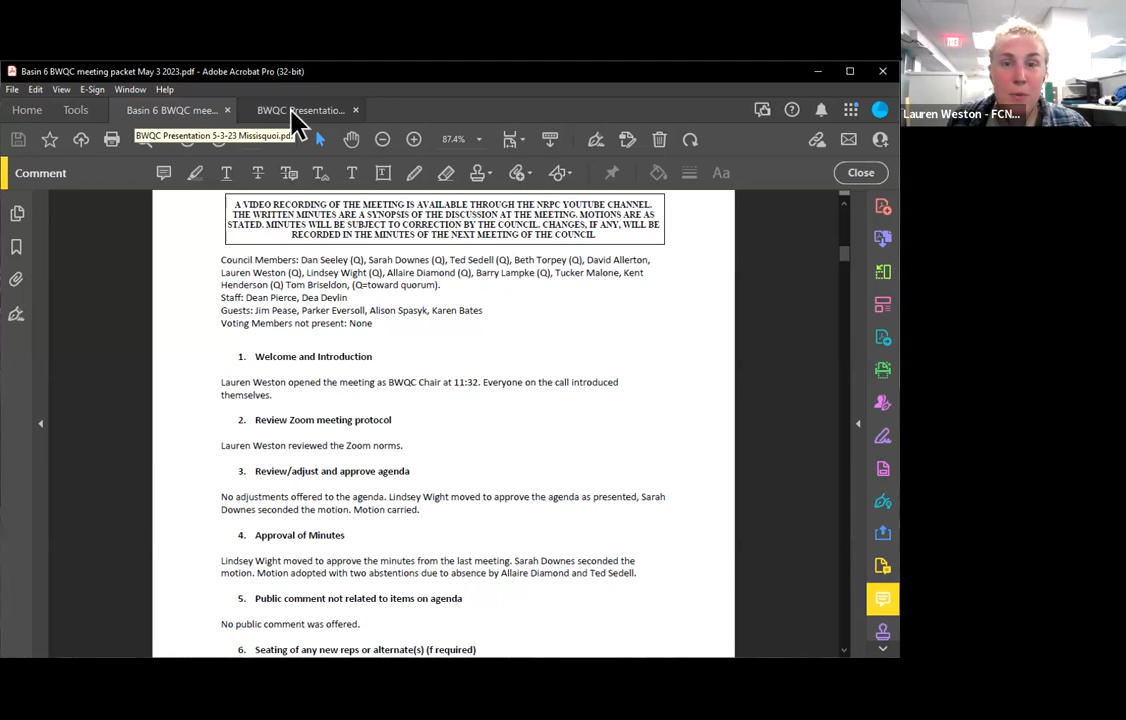 Basin 6 BWQC meeting packet May 3 2023.pdf - Adobe Acrobat Pro (32-bit)
File Edit View E-Sign Window Help
Home Tools Basin 6 BWQC mee... × BWQC Presentatio... ×
BWQC Presentation 5-3-23 Missisquoi.pdf
87.4%
Comment
Close
A VIDEO RECORDING OF THE MEETING IS AVAILABLE THROUGH THE NRPC YOUTUBE CHANNEL.
THE WRITTEN MINUTES ARE A SYNOPSIS OF THE DISCUSSION AT THE MEETING. MOTIONS ARE AS
STATED. MINUTES WILL BE SUBJECT TO CORRECTION BY THE COUNCIL. CHANGES, IF ANY, WILL BE
RECORDED IN THE MINUTES OF THE NEXT MEETING OF THE COUNCIL
Council Members: Dan Seeley (Q), Sarah Downes (Q), Ted Sedell (Q), Beth Torpey (Q), David Allerton,
Lauren Weston (Q), Lindsey Wight (Q), Allaire Diamond (Q), Barry Lampke (Q), Tucker Malone, Kent
Henderson (Q) Tom Briseldon, (Q=toward quorum).
Staff: Dean Pierce, Dea Devlin
Guests: Jim Pease, Parker Eversoll, Alison Spasyk, Karen Bates
Voting Members not present: None
1. Welcome and Introduction
Lauren Weston opened the meeting as BWQC Chair at 11:32. Everyone on the call introduced
themselves.
2. Review Zoom meeting protocol
Lauren Weston reviewed the Zoom norms.
3. Review/adjust and approve agenda
No adjustments offered to the agenda. Lindsey Wight moved to approve the agenda as presented, Sarah
Downes seconded the motion. Motion carried.
4. Approval of Minutes
Lindsey Wight moved to approve the minutes from the last meeting. Sarah Downes seconded the
motion. Motion adopted with two abstentions due to absence by Allaire Diamond and Ted Sedell.
5. Public comment not related to items on agenda
No public comment was offered.
6. Seating of any new reps or alternate(s) (f required)
EXIT
Lauren Weston - FCN...